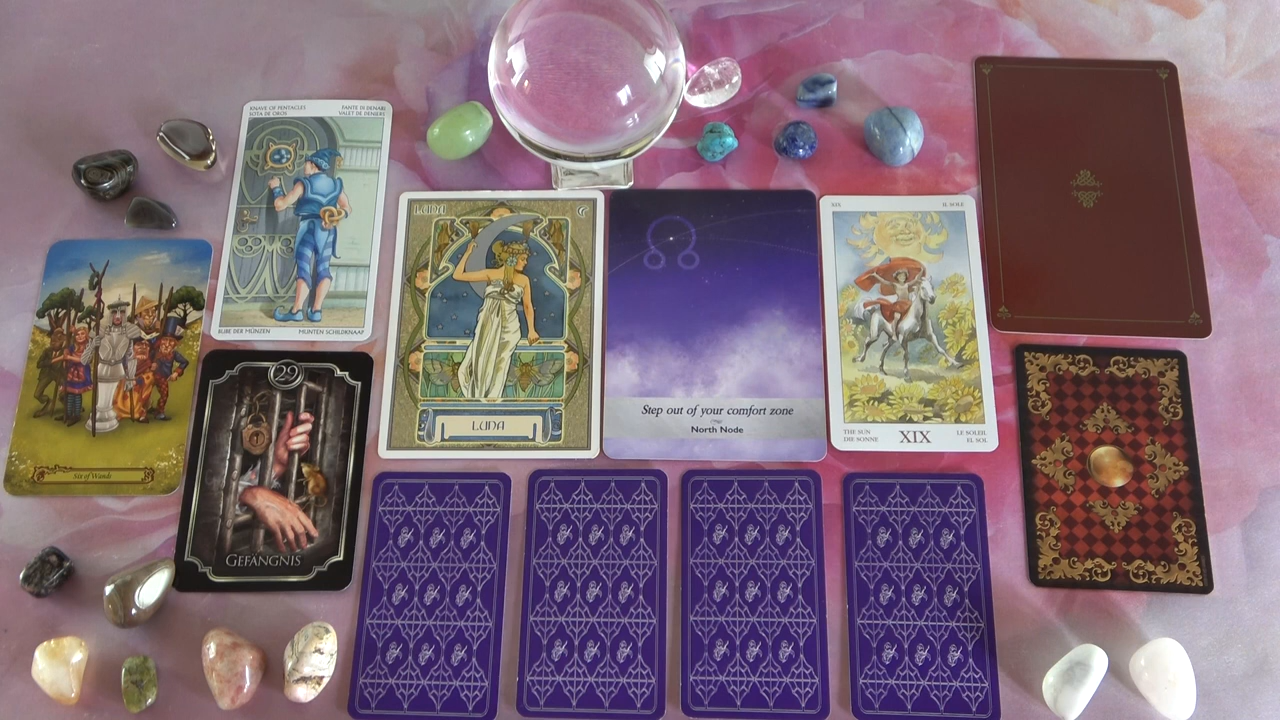 KNAVE OF PENTACLES
FANTE DI DENARI
SOTA DE OROS
VALET DE DENIERS
BUBE DER MÜNZEN
MUNTEN SCHILDKNAAP
Six of Wands
29
GEFÄNGNIS
LUNA
LUNA
Step out of your comfort zone
North Node
XIX
IL SOLE
THE SUN
DIE SONNE
XIX
LE SOLEIL
EL SOL